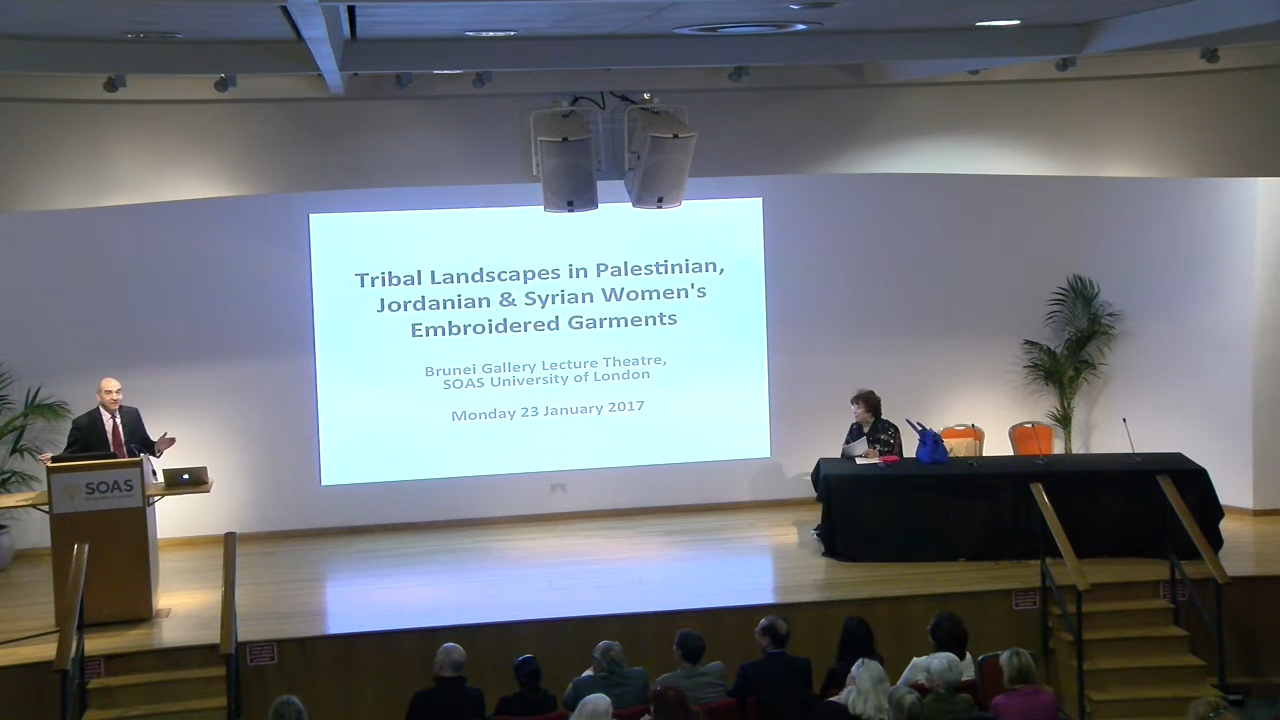 Tribal Landscapes in Palestinian,
Jordanian & Syrian Women's
Embroidered Garments
Brunei Gallery Lecture Theatre,
SOAS University of London
Monday 23 January 2017
SOAS